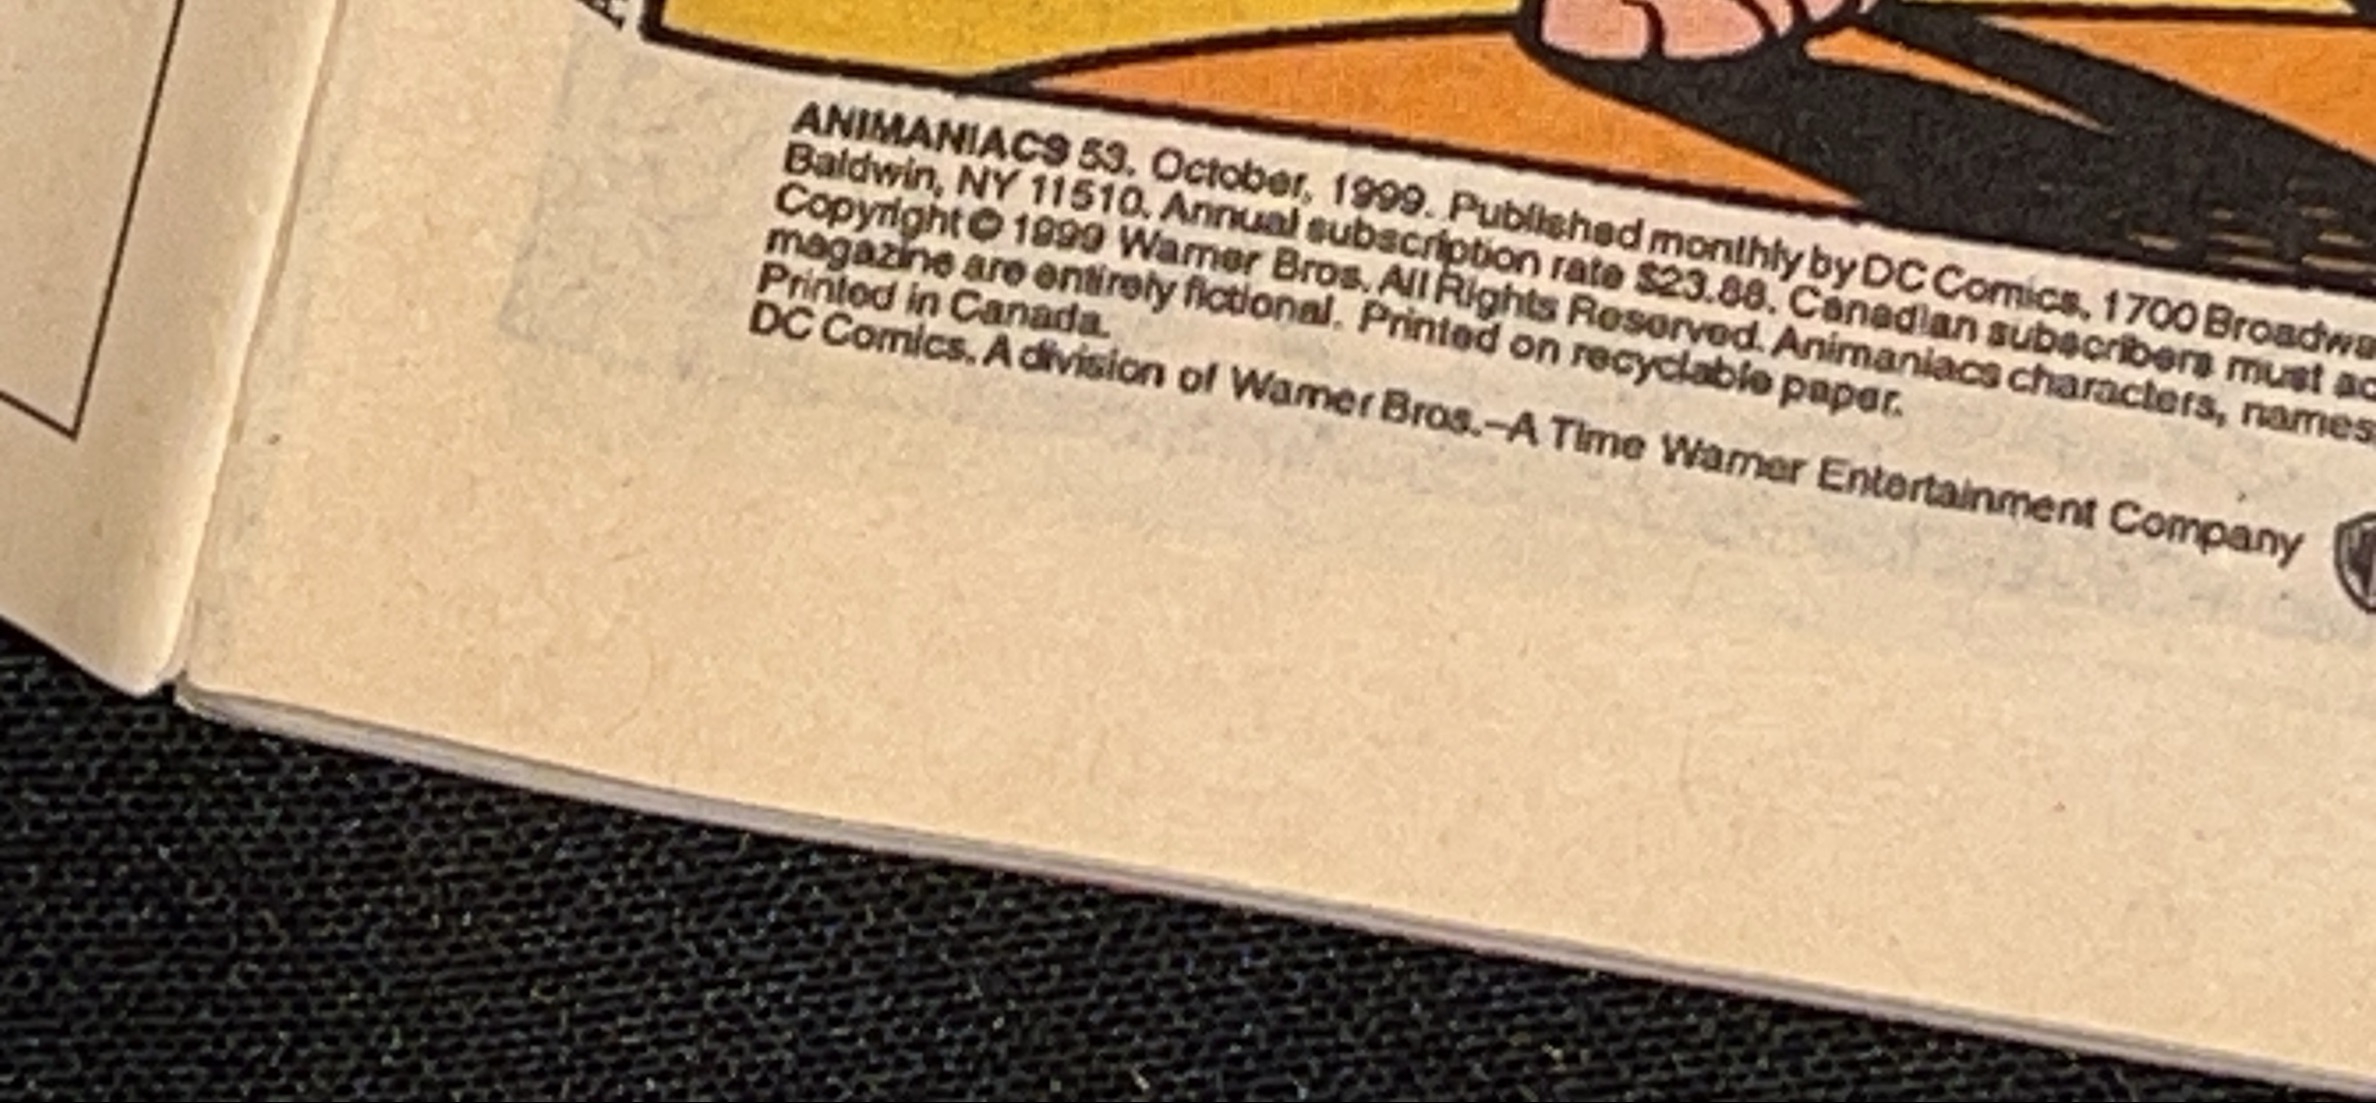 ANIMANIACS 53. October, 1999. Published monthly by DC Comics, 1700
Baldwin, NY 11510. Annual subscription rate $23.88. Canadian subscribers must
Copyright © 1999 Warner Bros. All Rights Reserved. Animaniacs characters, names
magazine are entirely fictional. Printed on recyclable paper.
Printed in Canada.
DC Comics. A division of Warner Bros.–A Time Warner Entertainment Company